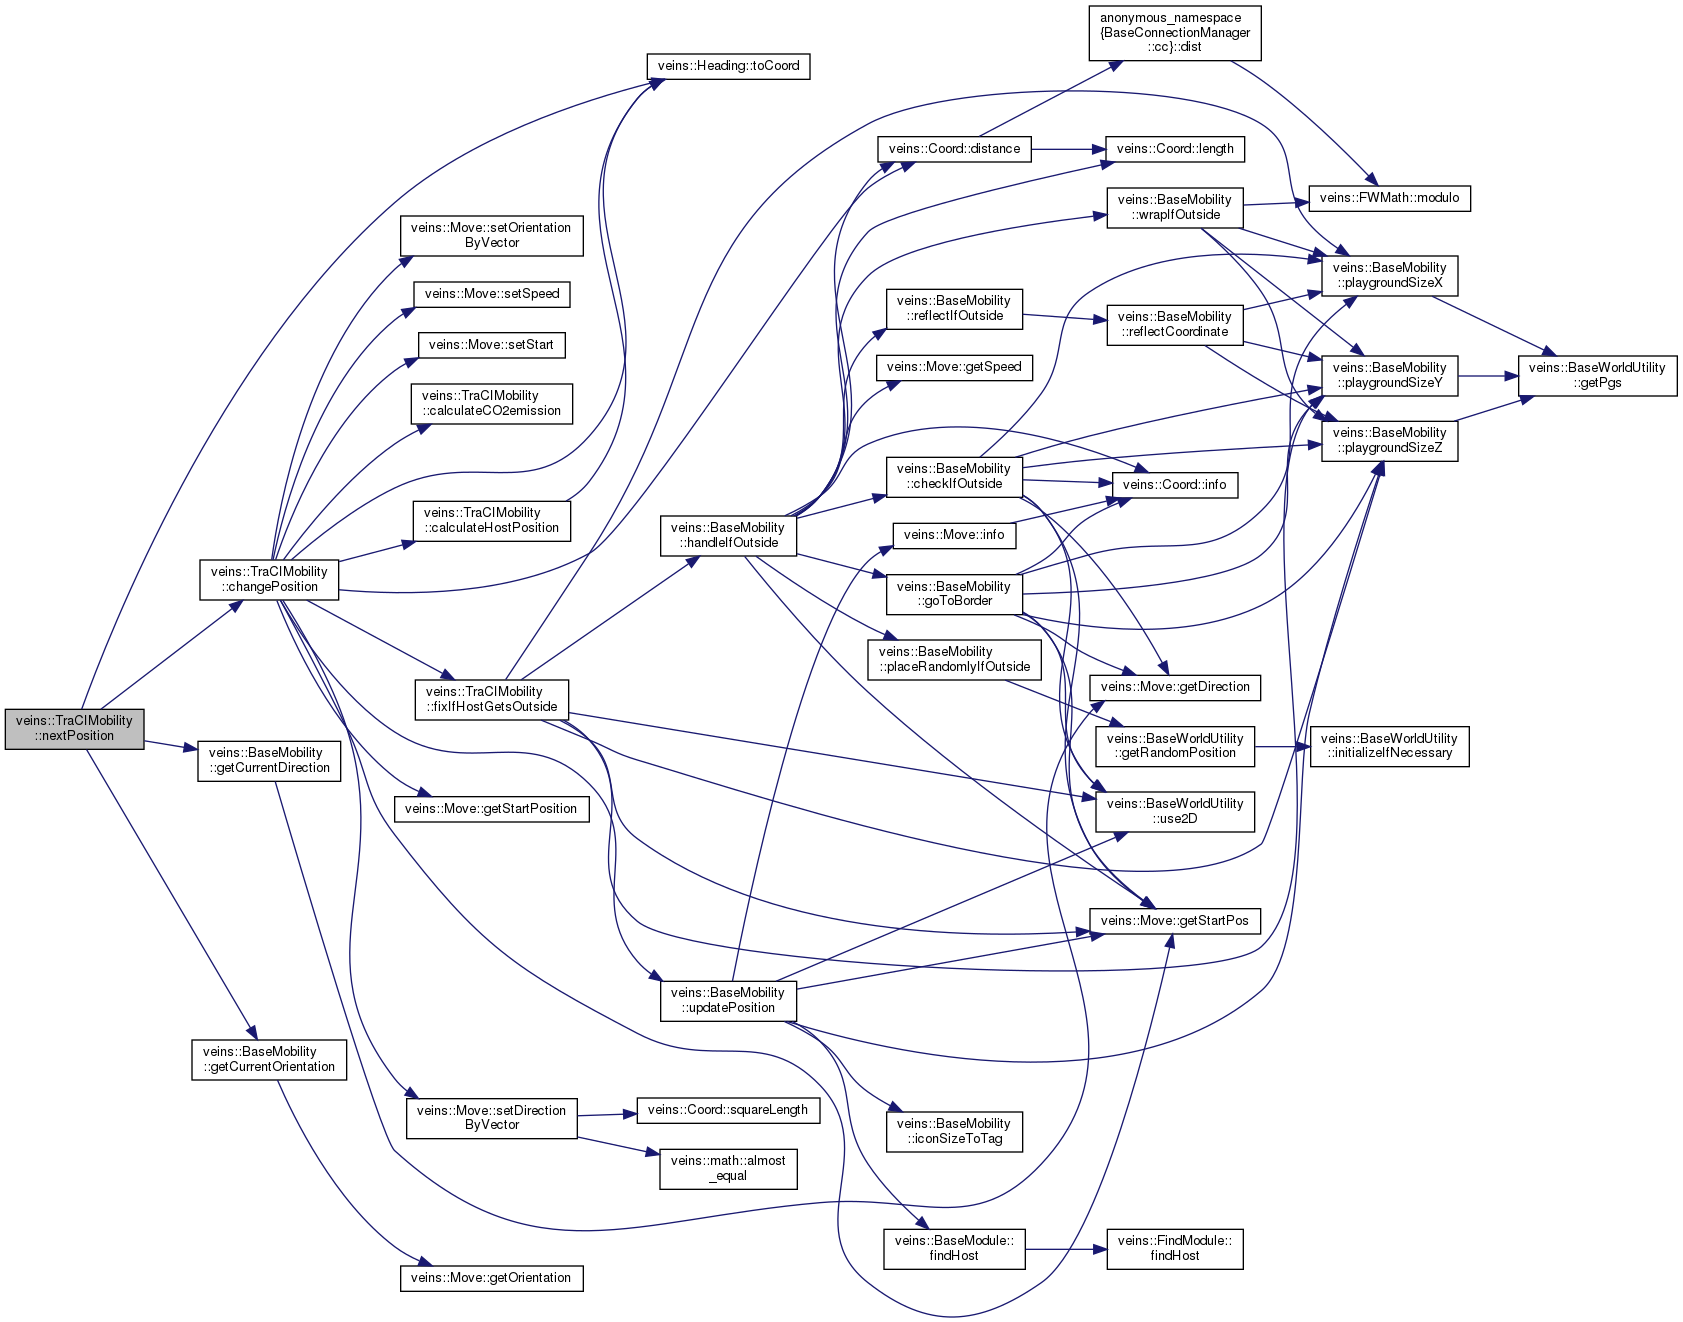 anonymous_namespace
{BaseConnectionManager
::cc}::dist
veins::Heading::toCoord
veins::Coord::distance
veins::Coord::length
veins::BaseMobility
::wrapIfOutside
veins::FWMath::modulo
veins::Move::setOrientation
ByVector
veins::BaseMobility
::playgroundSizeX
veins::Move::setSpeed
veins::BaseMobility
::reflectIfOutside
veins::BaseMobility
::reflectCoordinate
veins::Move::setStart
veins::Move::getSpeed
veins::BaseMobility
::playgroundSizeY
veins::BaseWorldUtility
::getPgs
veins::TraCIMobility
::calculateCO2emission
veins::BaseMobility
::playgroundSizeZ
veins::BaseMobility
::checkIfOutside
veins::Coord::info
veins::TraCIMobility
::calculateHostPosition
veins::BaseMobility
::handleIfOutside
veins::Move::info
veins::TraCIMobility
::changePosition
veins::BaseMobility
::goToBorder
veins::BaseMobility
::placeRandomlyIfOutside
veins::Move::getDirection
veins::TraCIMobility
::fixIfHostGetsOutside
veins::TraCIMobility
::nextPosition
veins::BaseMobility
::getCurrentDirection
veins::BaseWorldUtility
::getRandomPosition
veins::BaseWorldUtility
::initializeIfNecessary
veins::Move::getStartPosition
veins::BaseWorldUtility
::use2D
veins::Move::getStartPos
veins::BaseMobility
::updatePosition
veins::BaseMobility
::getCurrentOrientation
veins::Move::setDirection
ByVector
veins::Coord::squareLength
veins::BaseMobility
::iconSizeToTag
veins::math::almost
_equal
veins::BaseModule::
findHost
veins::FindModule::
findHost
veins::Move::getOrientation